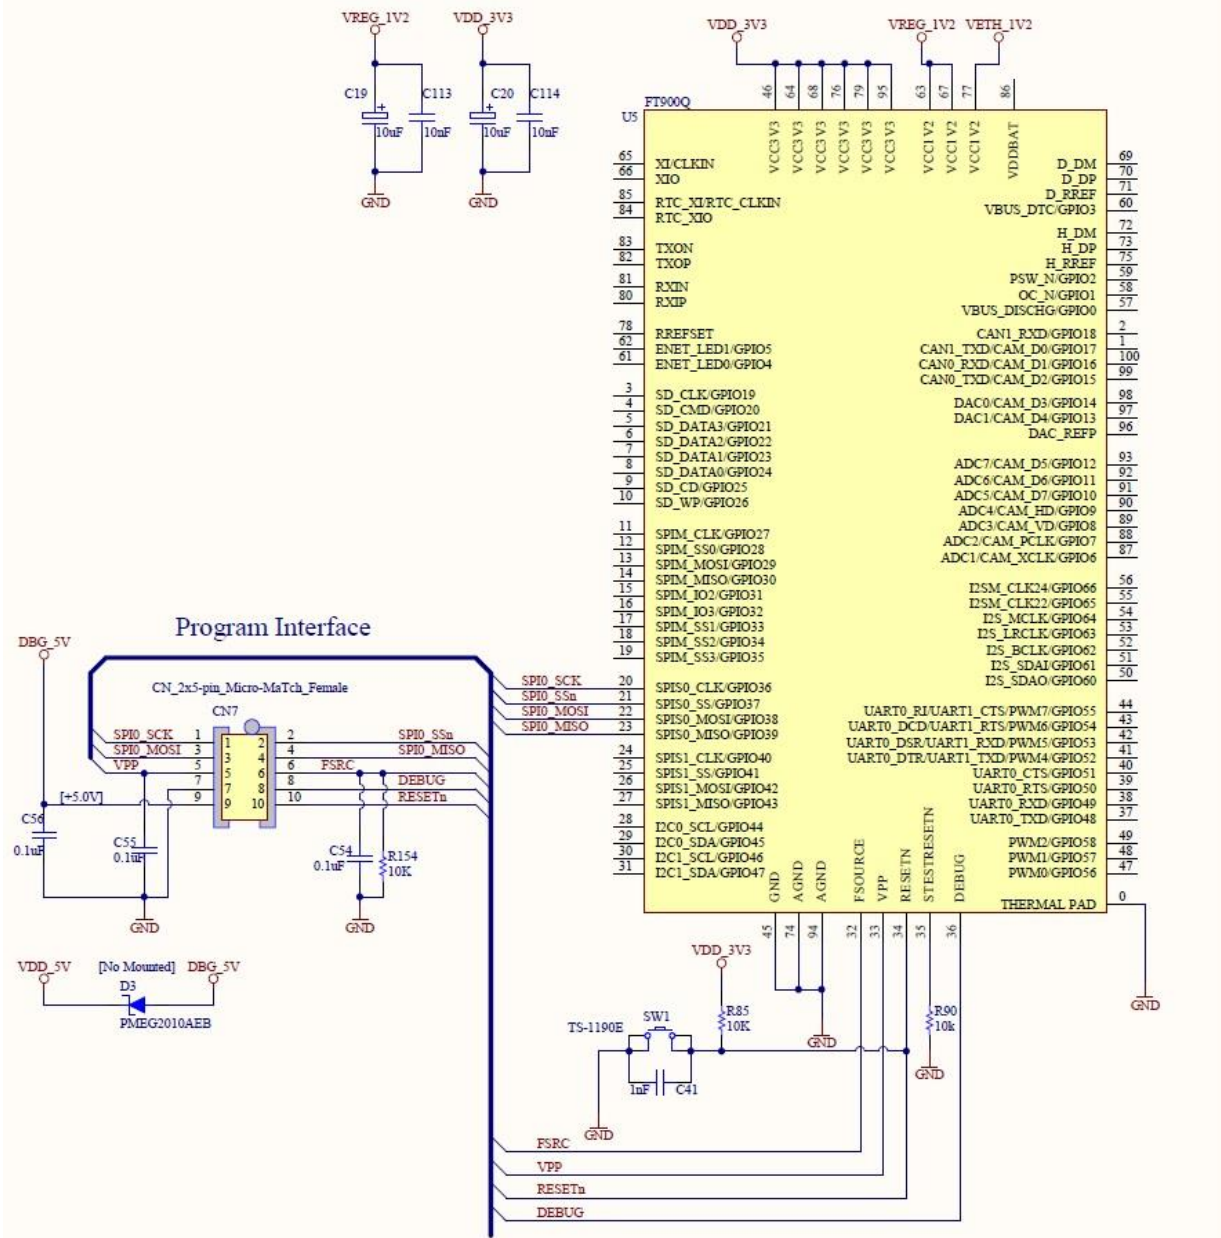 VREG_1V2
VDD_3V3
C19
+
10uF
C113
10nF
GND
C20
+
10uF
C114
10nF
GND
VDD_3V3
VREG_1V2
VETH_1V2
46
64
68
76
79
95
63
67
77
86
FT900Q
U5
VCC3V3
VCC3V3
VCC3V3
VCC3V3
VCC3V3
VCC3V3
VCC1V2
VCC1V2
VCC1V2
VDDBAT
65 XI/CLKIN
66 XIO
85 RTC_XI/RTC_CLKIN
84 RTC_XIO
83 TXON
82 TXOP
81 RXIN
80 RXIP
78 RREFSET
62 ENET_LED1/GPIO5
61 ENET_LED0/GPIO4
3 SD_CLK/GPIO19
4 SD_CMD/GPIO20
5 SD_DATA3/GPIO21
6 SD_DATA2/GPIO22
7 SD_DATA1/GPIO23
8 SD_DATA0/GPIO24
9 SD_CD/GPIO25
10 SD_WP/GPIO26
11 SPIM_CLK/GPIO27
12 SPIM_SS0/GPIO28
13 SPIM_MOSI/GPIO29
14 SPIM_MISO/GPIO30
15 SPIM_IO2/GPIO31
16 SPIM_IO3/GPIO32
17 SPIM_SS1/GPIO33
18 SPIM_SS2/GPIO34
19 SPIM_SS3/GPIO35
SPI0_SCK 20 SPIS0_CLK/GPIO36
SPI0_SSn 21 SPIS0_SS/GPIO37
SPI0_MOSI 22 SPIS0_MOSI/GPIO38
SPI0_MISO 23 SPIS0_MISO/GPIO39
24 SPIS1_CLK/GPIO40
25 SPIS1_SS/GPIO41
26 SPIS1_MOSI/GPIO42
27 SPIS1_MISO/GPIO43
28 I2C0_SCL/GPIO44
29 I2C0_SDA/GPIO45
30 I2C1_SCL/GPIO46
31 I2C1_SDA/GPIO47
D_DM 69
D_DP 70
D_RREF 71
VBUS_DTC/GPIO3 60
H_DM 72
H_DP 73
H_RREF 75
PSW_N/GPIO2 59
OC_N/GPIO1 58
VBUS_DISCHG/GPIO0 57
CAN1_RXD/GPIO18 2
CAN1_TXD/CAM_D0/GPIO17 1
CAN0_RXD/CAM_D1/GPIO16 100
CAN0_TXD/CAM_D2/GPIO15 99
DAC0/CAM_D3/GPIO14 98
DAC1/CAM_D4/GPIO13 97
DAC_REFP 96
ADC7/CAM_D5/GPIO12 93
ADC6/CAM_D6/GPIO11 92
ADC5/CAM_D7/GPIO10 91
ADC4/CAM_HD/GPIO9 90
ADC3/CAM_VD/GPIO8 89
ADC2/CAM_PCLK/GPIO7 88
ADC1/CAM_XCLK/GPIO6 87
I2SM_CLK24/GPIO66 56
I2SM_CLK22/GPIO65 55
I2S_MCLK/GPIO64 54
I2S_LRCLK/GPIO63 53
I2S_BCLK/GPIO62 52
I2S_SDAI/GPIO61 51
I2S_SDAO/GPIO60 50
UART0_RI/UART1_CTS/PWM7/GPIO55 44
UART0_DCD/UART1_RTS/PWM6/GPIO54 43
UART0_DSR/UART1_RXD/PWM5/GPIO53 42
UART0_DTR/UART1_TXD/PWM4/GPIO52 41
UART0_CTS/GPIO51 40
UART0_RTS/GPIO50 39
UART0_RXD/GPIO49 38
UART0_TXD/GPIO48 37
PWM2/GPIO58 49
PWM1/GPIO57 48
PWM0/GPIO56 47
THERMAL PAD 0
GND
GND
AGND
AGND
FSOURCE
VPP
RESETN
STESTRESETN
DEBUG
45
74
94
32
33
34
35
36
Program Interface
DBG_5V
CN_2x5-pin_Micro-MaTch_Female
CN7
SPI0_SCK 1 1 2 2 SPI0_SSn
SPI0_MOSI 3 3 4 4 SPI0_MISO
VPP 5 5 6 6 FSRC
7 7 8 8 DEBUG
[+5.0V] 9 9 10 10 RESETn
C56
0.1uF
C55
0.1uF
C54
0.1uF
R154
10K
GND
GND
VDD_5V
[No Mounted]
DBG_5V
D3
PMEG2010AEB
VDD_3V3
TS-1190E
SW1
R85
10K
1nF
C41
GND
GND
R90
10k
GND
FSRC
VPP
RESETn
DEBUG